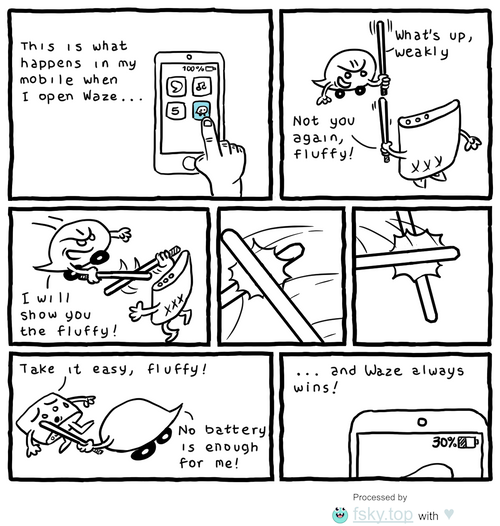 This is what
happens in my
mobile when
I open Waze...
100%
5
What's up,
weakly
Not you
again,
fluffy!
I will
show you
the fluffy!
Take it easy, fluffy!
No battery
is enough
for me!
... and Waze always
wins!
30%
Processed by
fsky.top with ♥